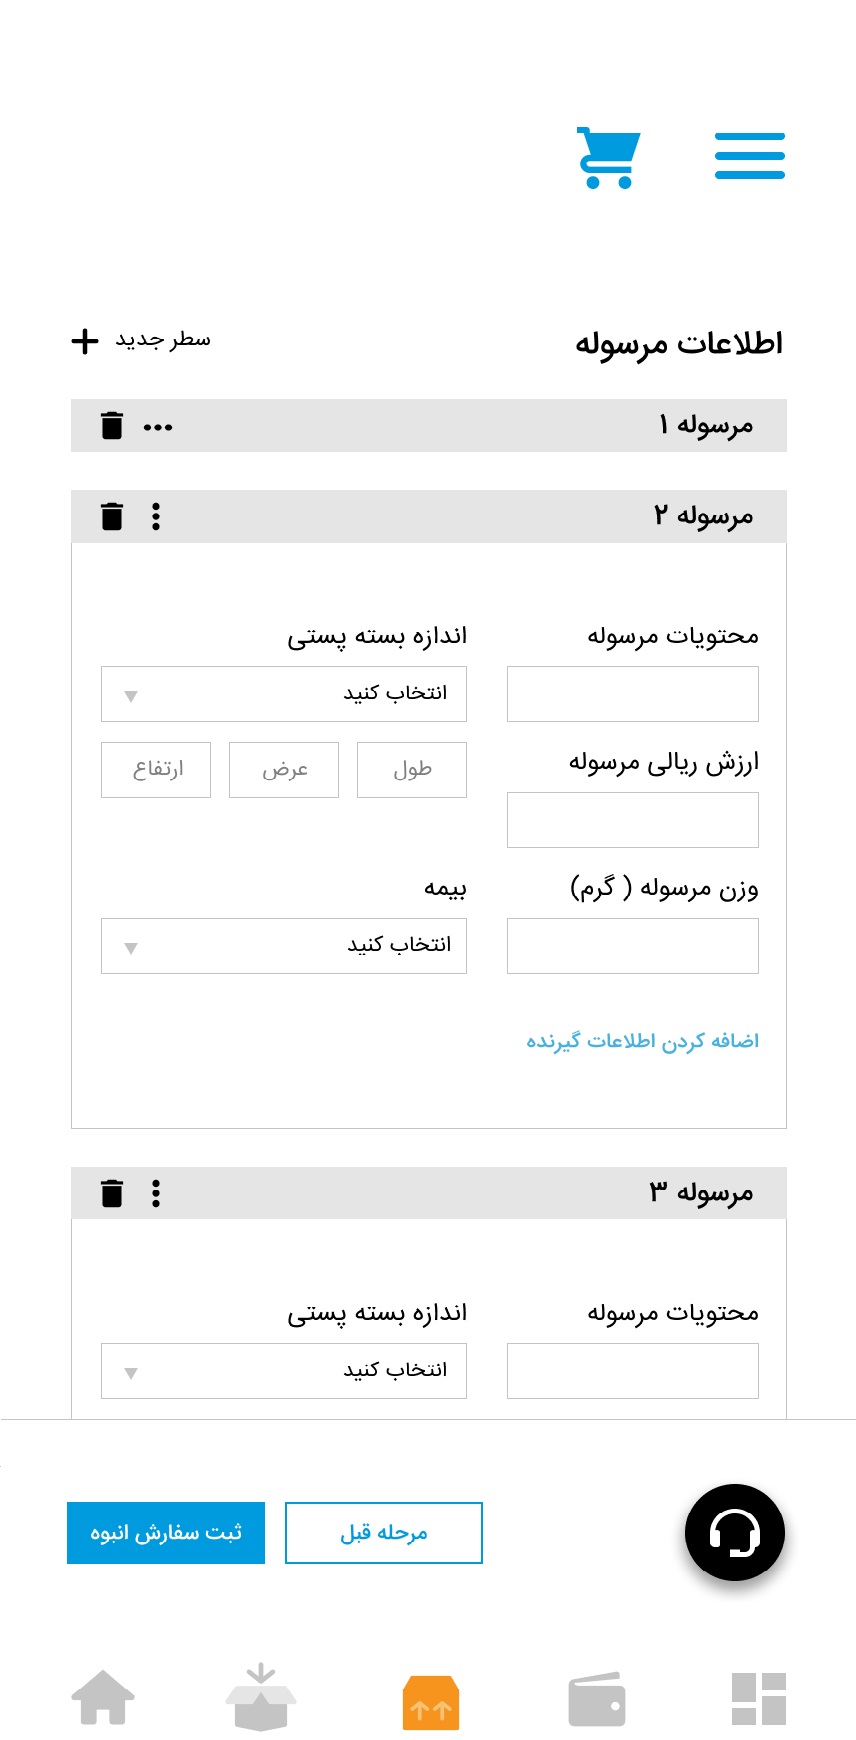 اطلاعات مرسوله
سطر جدید
مرسوله ۱
مرسوله ۲
محتویات مرسوله
اندازه بسته پستی
انتخاب کنید
طول
عرض
ارتفاع
ارزش ریالی مرسوله
وزن مرسوله ( گرم)
بیمه
انتخاب کنید
اضافه کردن اطلاعات گیرنده
مرسوله ۳
محتویات مرسوله
اندازه بسته پستی
انتخاب کنید
مرحله قبل
ثبت سفارش انبوه